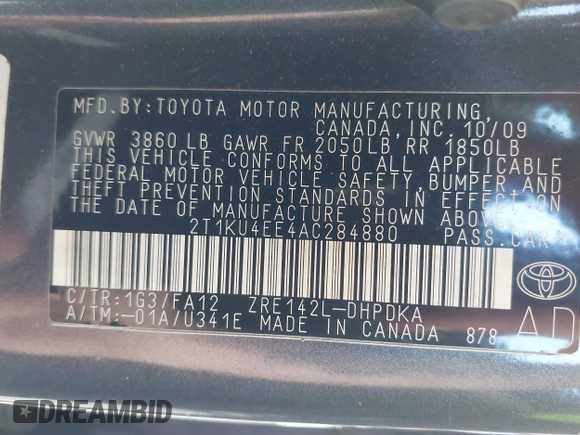 MFD.BY:TOYOTA MOTOR MANUFACTURING,
CANADA, INC. 10/09
GVWR 3860 LB GAWR FR 2050LB, RR 1850LB
THIS VEHICLE CONFORMS TO ALL APPLICABLE
FEDERAL MOTOR VEHICLE SAFETY, BUMPER, AND
THEFT PREVENTION STANDARDS IN EFFECT ON
THE DATE OF MANUFACTURE SHOWN ABOVE.
2T1KU4EE4AC284880 PASS.CAR
C/TR:1G3/FA12 ZRE142L-DHPDKA
A/TM:-01A/U341E MADE IN CANADA 878
AD
DREAMBID